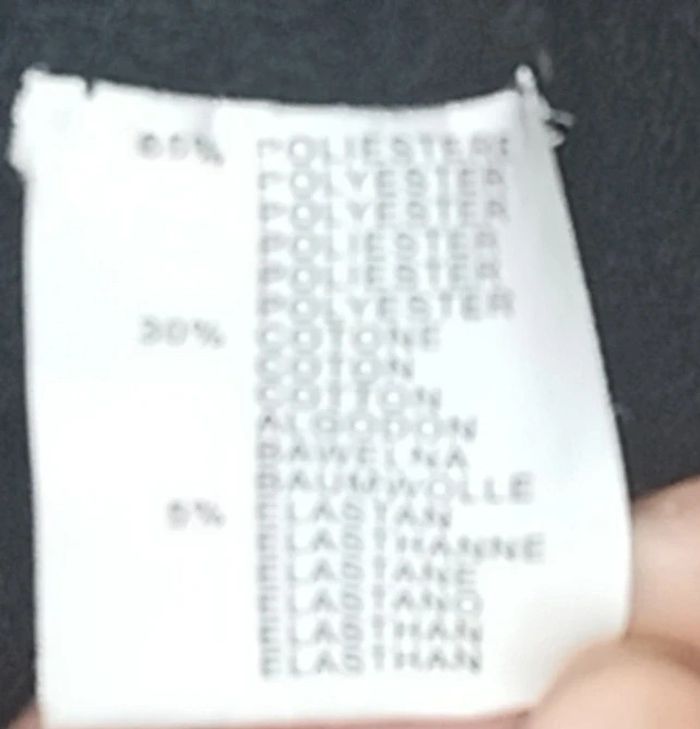 65% POLIESTERE
POLYESTER
POLYESTER
POLIESTER
POLIESTER
POLYESTER
30% COTONE
COTON
COTTON
ALGODON
BAWELNA
BAUMWOLLE
5% ELASTAN
ELASTHANNE
ELASTANE
ELASTANO
ELASTHAN
ELASTHAN